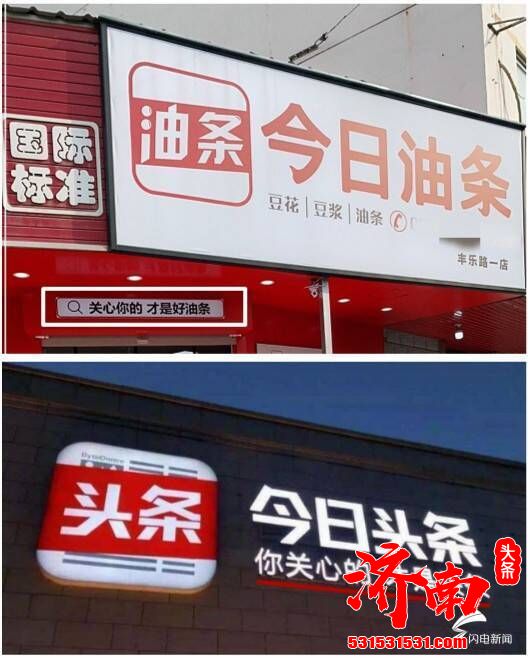 国际
标准
油条
今日油条
豆花|豆浆|油条
丰乐路一店
关心你的 才是好油条
ByteDance
头条
今日头条
你关心的
济南
头条
531531531.com
闪电新闻